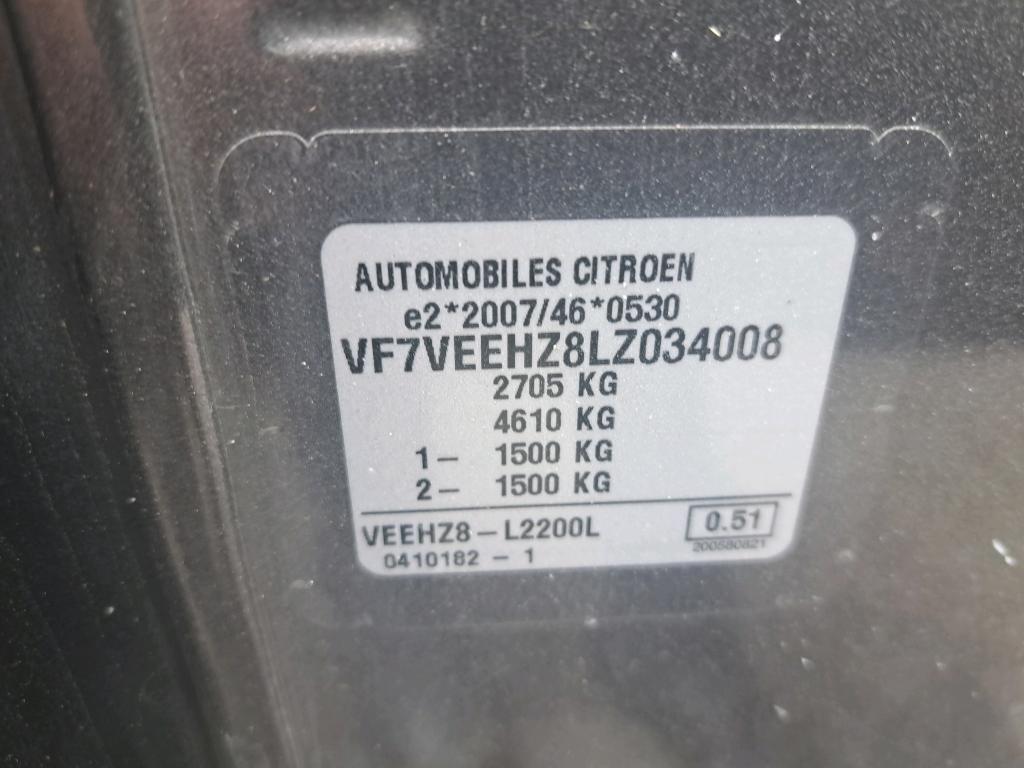 AUTOMOBILES CITROEN
e2*2007/46*0530
VF7VEEHZ8LZ034008
2705 KG
4610 KG
1- 1500 KG
2- 1500 KG
VEEHZ8-L2200L 0.51
0410182 - 1 200580821